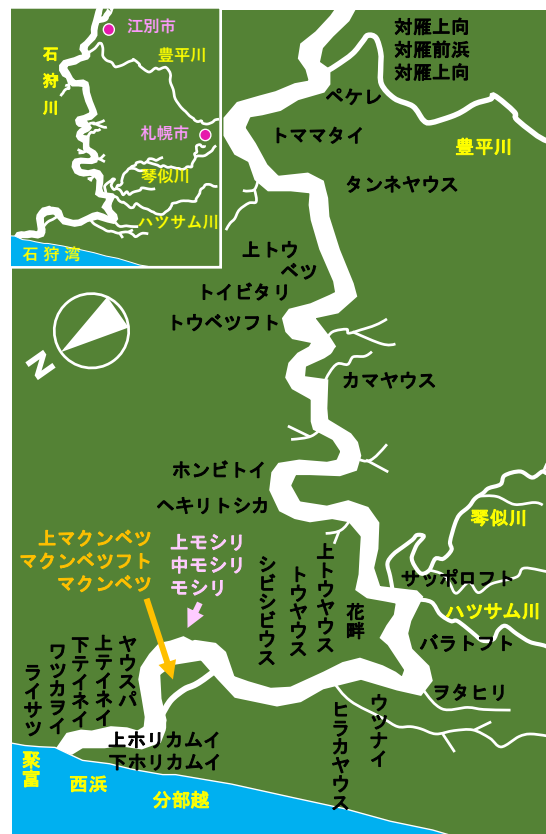 江別市
石狩川
豊平川
札幌市
琴似川
ハツサム川
石狩湾
対雁上向
対雁前浜
対雁上向
ペケレ
豊平川
トママタイ
タンネヤウス
上トウ
ベツ
トイビタリ
トウベツフト
N
カマヤウス
ホンビトイ
ヘキリトシカ
琴似川
上マクンベツ
マクンベツフト
マクンベツ
上モシリ
中モシリ
モシリ
シビシビウス
トウヤウス
上トウヤウス
花畔
サッポロフト
ハツサム川
バラトフト
ヲタヒリ
ライサツ
ワツカヲイ
下テイネイ
上テイネイ
ヤウスパ
ウツナイ
ヒラカヤウス
上ホリカムイ
下ホリカムイ
聚富
西浜
分部越